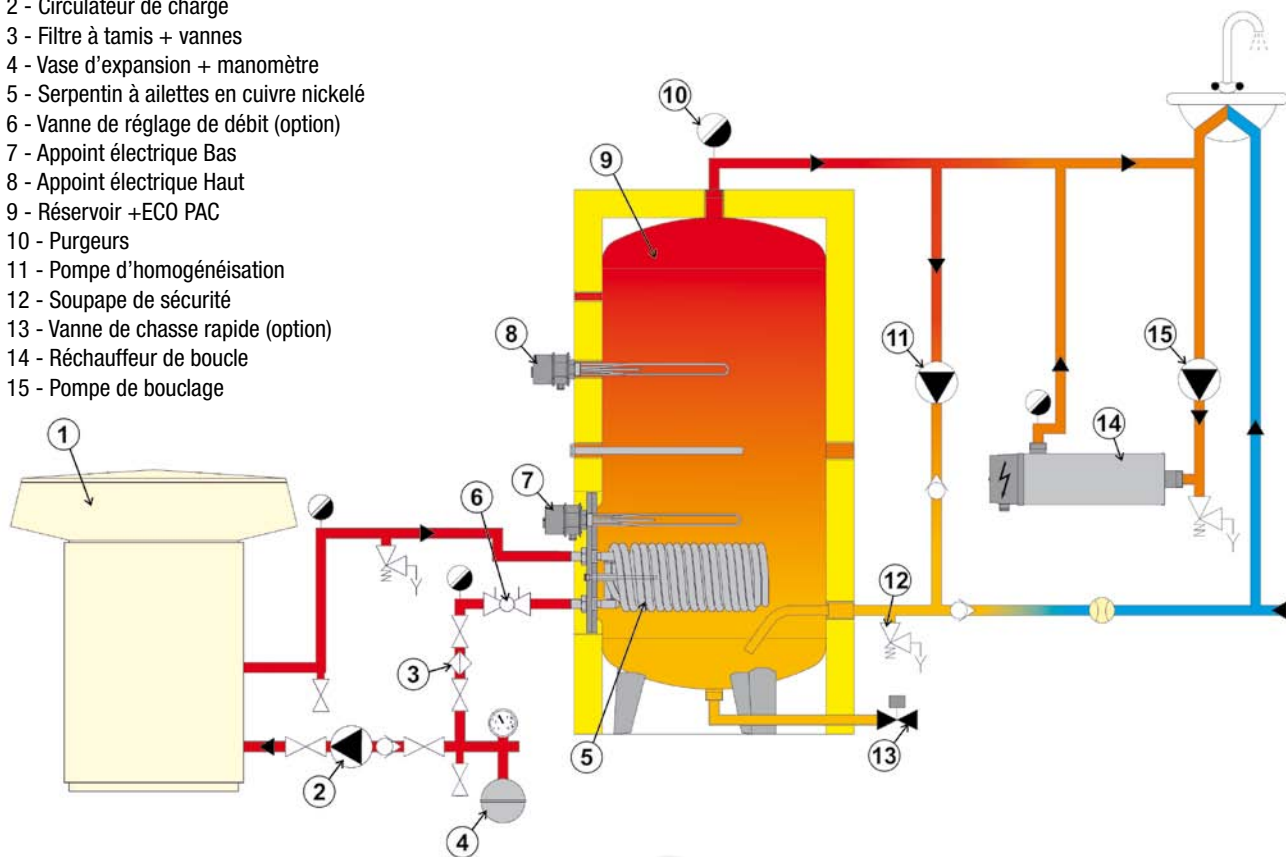 2 - Circulateur de charge
3 - Filtre à tamis + vannes
4 - Vase d’expansion + manomètre
5 - Serpentin à ailettes en cuivre nickelé
6 - Vanne de réglage de débit (option)
7 - Appoint électrique Bas
8 - Appoint électrique Haut
9 - Réservoir +ECO PAC
10 - Purgeurs
11 - Pompe d’homogénéisation
12 - Soupape de sécurité
13 - Vanne de chasse rapide (option)
14 - Réchauffeur de boucle
15 - Pompe de bouclage
10
9
8
11
15
14
1
7
6
12
3
5
13
2
4